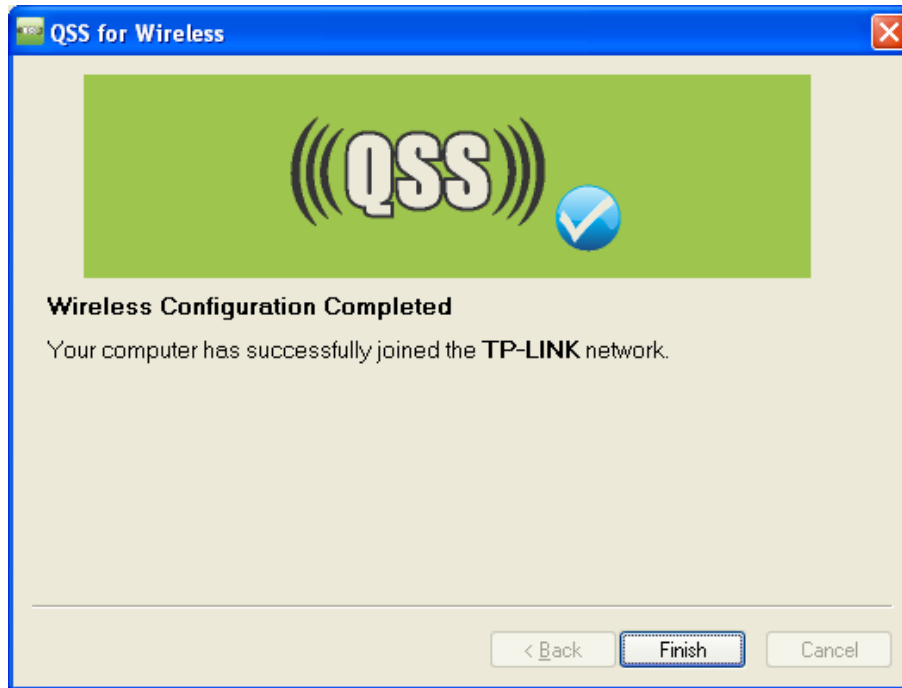 QSS for Wireless
(((QSS)))
Wireless Configuration Completed
Your computer has successfully joined the TP-LINK network.
< Back Finish Cancel